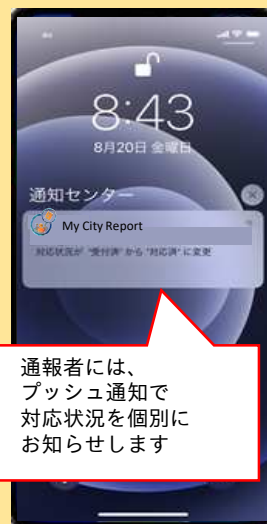 8:43
8月20日 金曜日
通知センター
My City Report
対応状況が "受付済" から "対応済" に変更
通報者には、
プッシュ通知で
対応状況を個別に
お知らせします